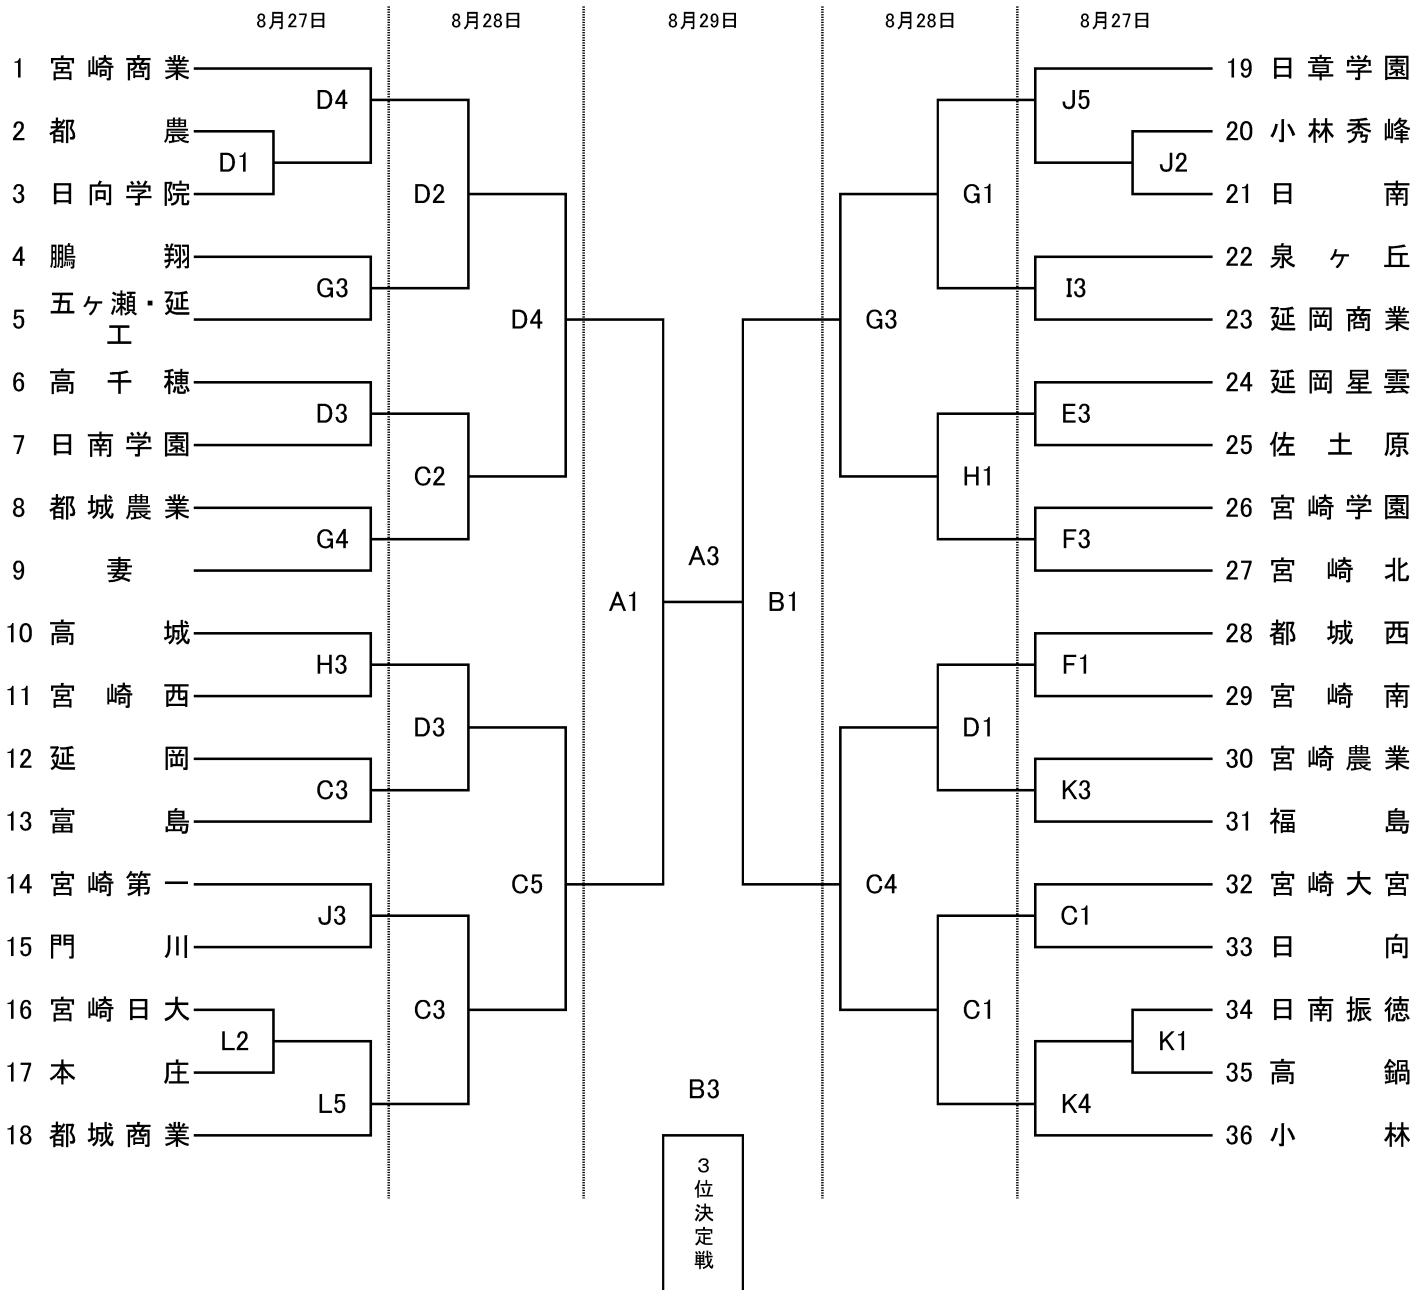 8月27日 8月28日 8月29日 8月28日 8月27日
1 宮崎商業
D4
2 都農
D1
3 日向学院
D2
4 鵬翔
G3
5 五ヶ瀬・延
工
D4
6 高千穂
D3
7 日南学園
C2
8 都城農業
G4
9 妻
A1
10 高城
H3
11 宮崎西
D3
12 延岡
C3
13 富島
C5
14 宮崎第一
J3
15 門川
C3
16 宮崎日大
L2
17 本庄
L5
18 都城商業
A3
B1
B3
3位決定戦
19 日章学園
J5
20 小林秀峰
J2
21 日南
G1
22 泉ヶ丘
I3
23 延岡商業
G3
24 延岡星雲
E3
25 佐土原
H1
26 宮崎学園
F3
27 宮崎北
28 都城西
F1
29 宮崎南
D1
30 宮崎農業
K3
31 福島
C4
32 宮崎大宮
C1
33 日向
C1
34 日南振徳
K1
35 高鍋
K4
36 小林